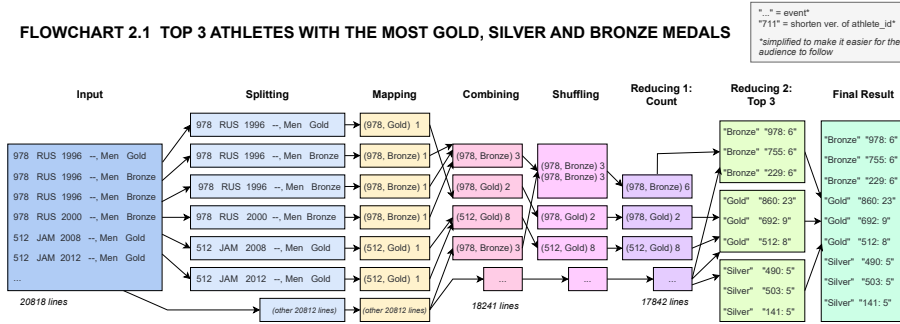 FLOWCHART 2.1 TOP 3 ATHLETES WITH THE MOST GOLD, SILVER AND BRONZE MEDALS
"..." = event*
"711" = shorten ver. of athlete_id*
*simplified to make it easier for the
audience to follow
Input
Splitting
Mapping
Combining
Shuffling
Reducing 1:
Count
Reducing 2:
Top 3
Final Result
978 RUS 1996 --, Men Gold
978 RUS 1996 --, Men Bronze
978 RUS 1996 --, Men Bronze
978 RUS 2000 --, Men Bronze
512 JAM 2008 --, Men Gold
512 JAM 2012 --, Men Gold
...
20818 lines
978 RUS 1996 --, Men Gold
978 RUS 1996 --, Men Bronze
978 RUS 1996 --, Men Bronze
978 RUS 2000 --, Men Bronze
512 JAM 2008 --, Men Gold
512 JAM 2012 --, Men Gold
(other 20812 lines)
(978, Gold) 1
(978, Bronze) 1
(978, Bronze) 1
(978, Bronze) 1
(512, Gold) 1
(512, Gold) 1
(other 20812 lines)
(978, Bronze) 3
(978, Gold) 2
(512, Gold) 8
(978, Bronze) 3
...
18241 lines
(978, Bronze) 3
(978, Bronze) 3
(978, Gold) 2
(512, Gold) 8
...
(978, Bronze) 6
(978, Gold) 2
(512, Gold) 8
...
17842 lines
"Bronze" "978: 6"
"Bronze" "755: 6"
"Bronze" "229: 6"
"Gold" "860: 23"
"Gold" "692: 9"
"Gold" "512: 8"
"Silver" "490: 5"
"Silver" "503: 5"
"Silver" "141: 5"
"Bronze" "978: 6"
"Bronze" "755: 6"
"Bronze" "229: 6"
"Gold" "860: 23"
"Gold" "692: 9"
"Gold" "512: 8"
"Silver" "490: 5"
"Silver" "503: 5"
"Silver" "141: 5"